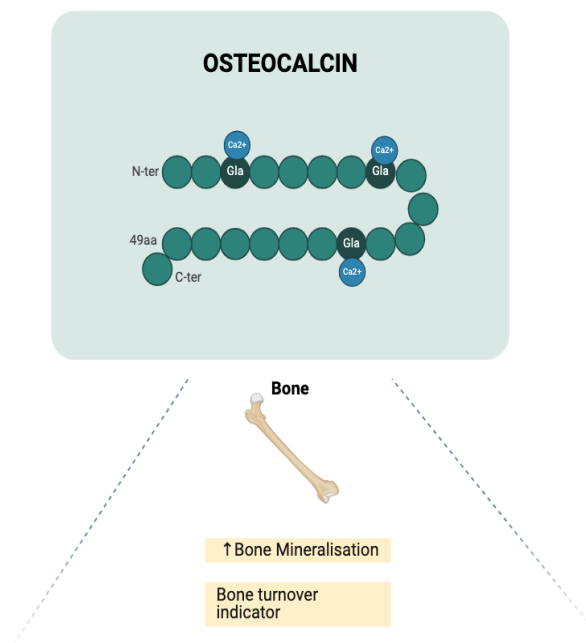 OSTEOCALCIN
Ca2+
Ca2+
N-ter
Gla
Gla
49aa
Gla
C-ter
Ca2+
Bone
↑Bone Mineralisation
Bone turnover
indicator